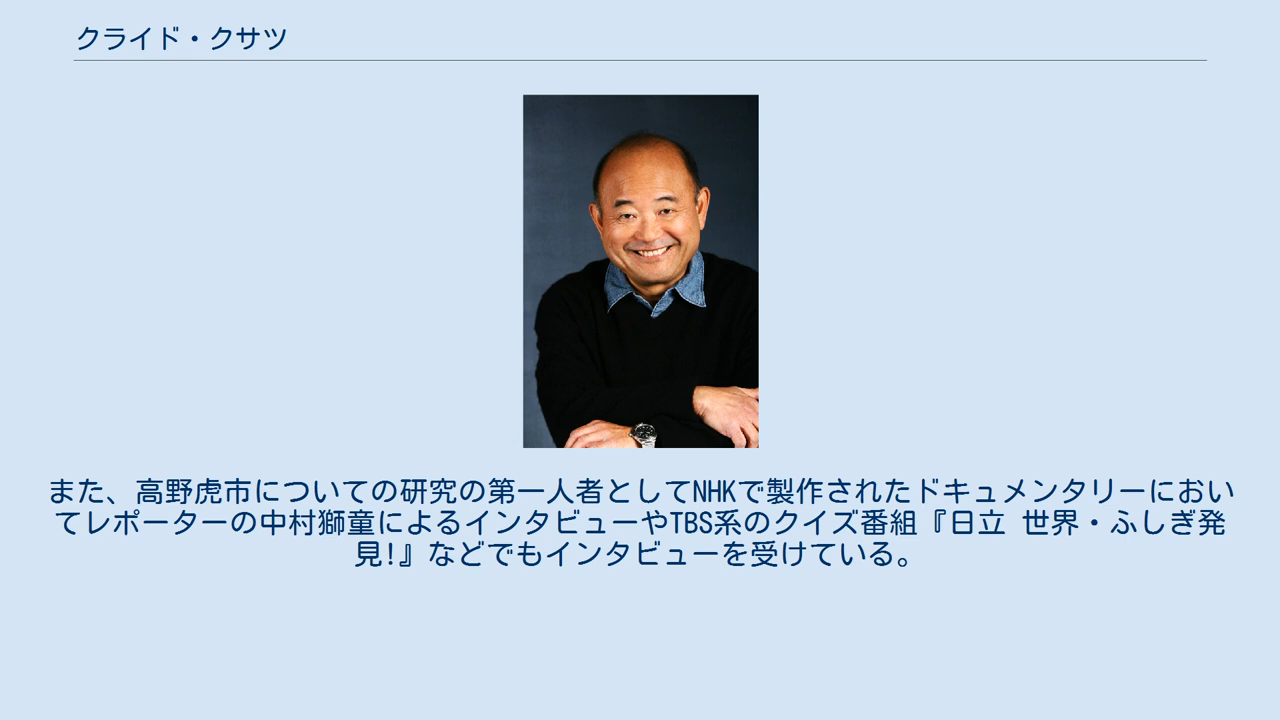 クライド・クサツ
また、高野虎市についての研究の第一人者としてNHKで製作されたドキュメンタリーにおい
てレポーターの中村獅童によるインタビューやTBS系のクイズ番組『日立 世界・ふしぎ発
見!』などでもインタビューを受けている。